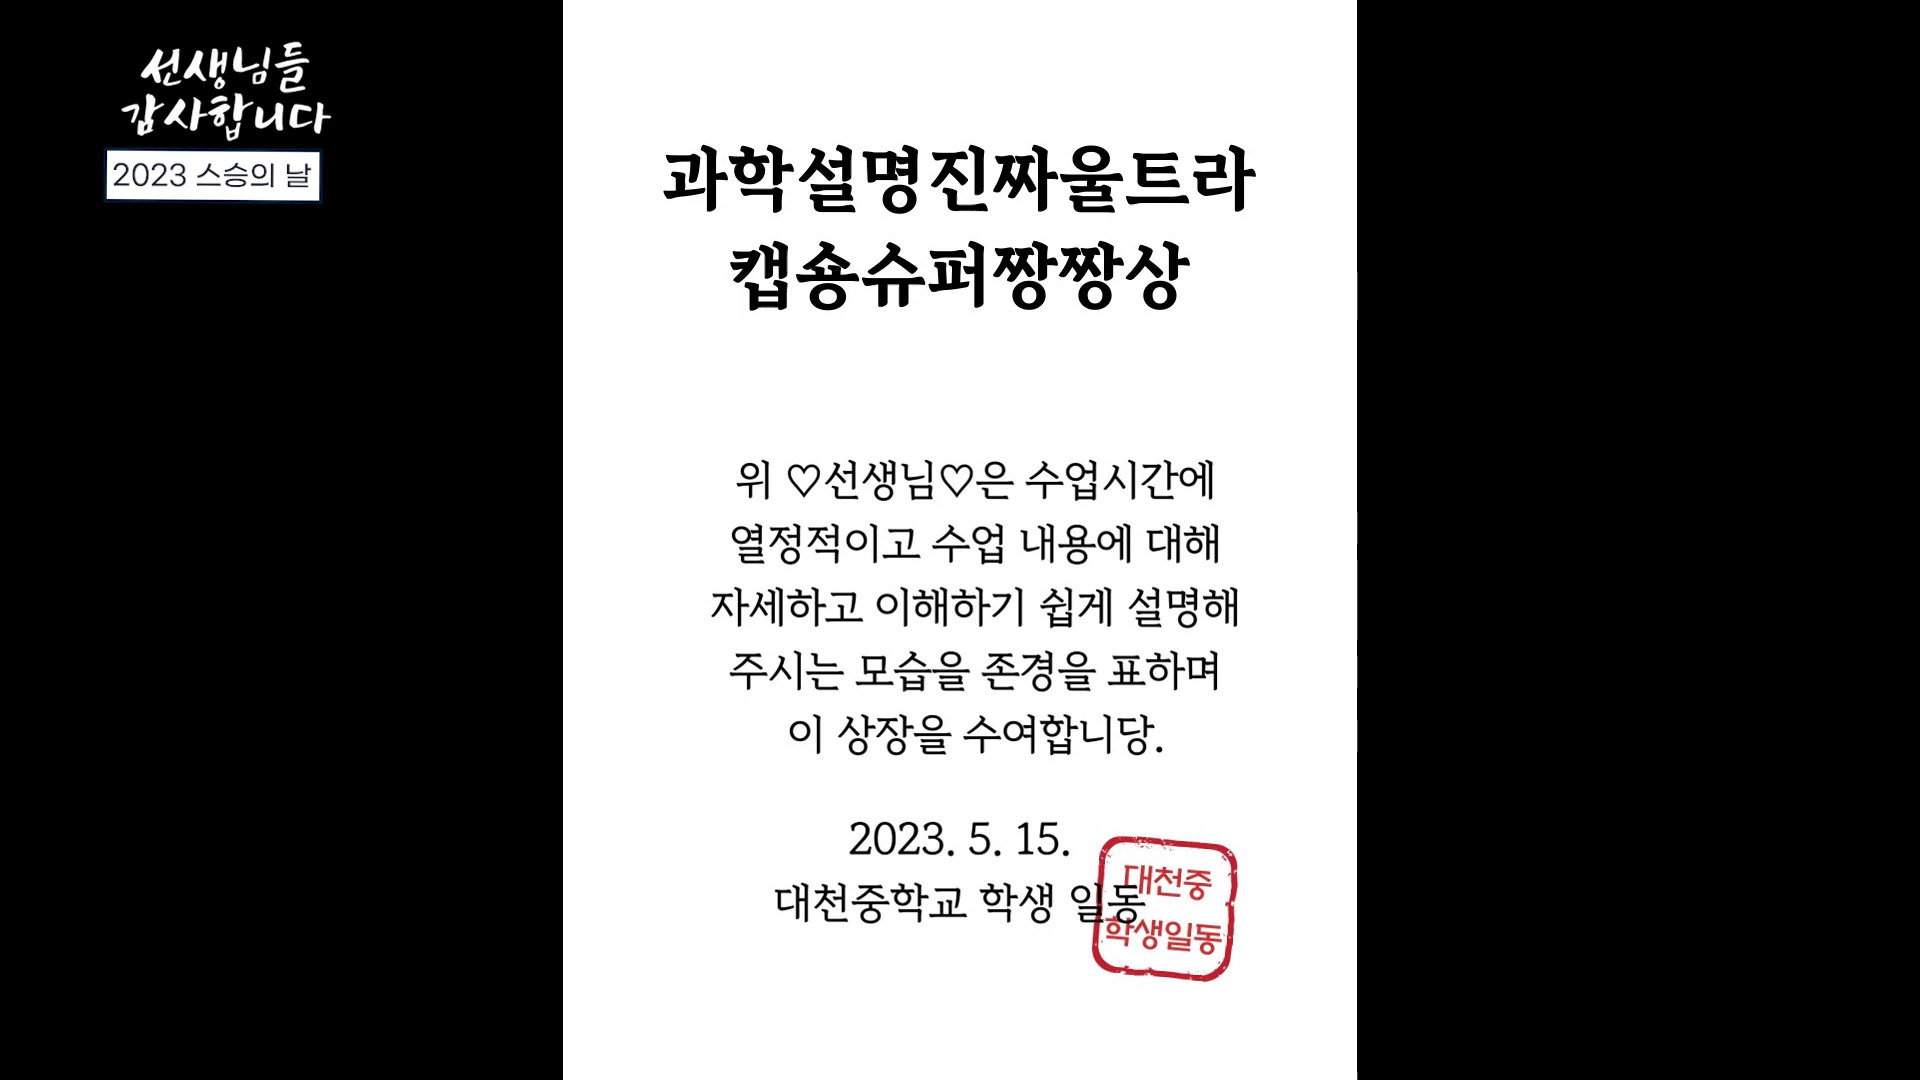 선생님들
감사합니다
2023 스승의 날
과학설명진짜울트라
캡숑슈퍼짱짱상
위 ♡선생님♡은 수업시간에
열정적이고 수업 내용에 대해
자세하고 이해하기 쉽게 설명해
주시는 모습을 존경을 표하며
이 상장을 수여합니당.
2023. 5. 15.
대천중학교 학생 일동
대천중
학생일동